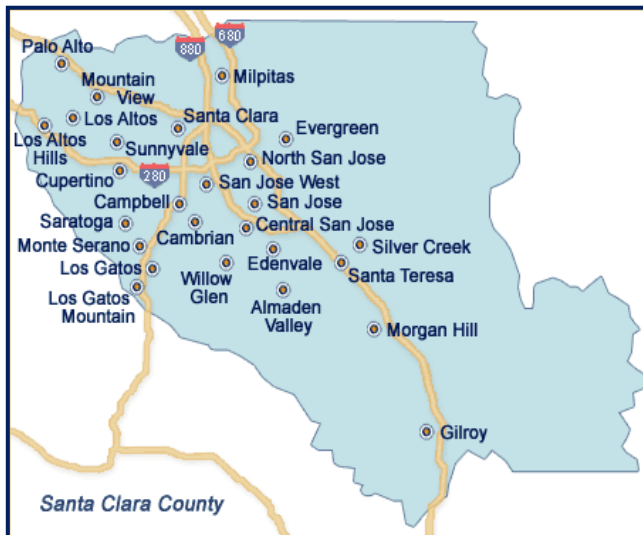 680
880
Palo Alto
Milpitas
Mountain
View
Los Altos
Santa Clara
Evergreen
Los Altos
Hills
Sunnyvale
North San Jose
Cupertino
280
San Jose West
Campbell
San Jose
Saratoga
Cambrian
Central San Jose
Monte Serano
Silver Creek
Edenvale
Los Gatos
Willow
Glen
Santa Teresa
Los Gatos
Mountain
Almaden
Valley
Morgan Hill
Gilroy
Santa Clara County